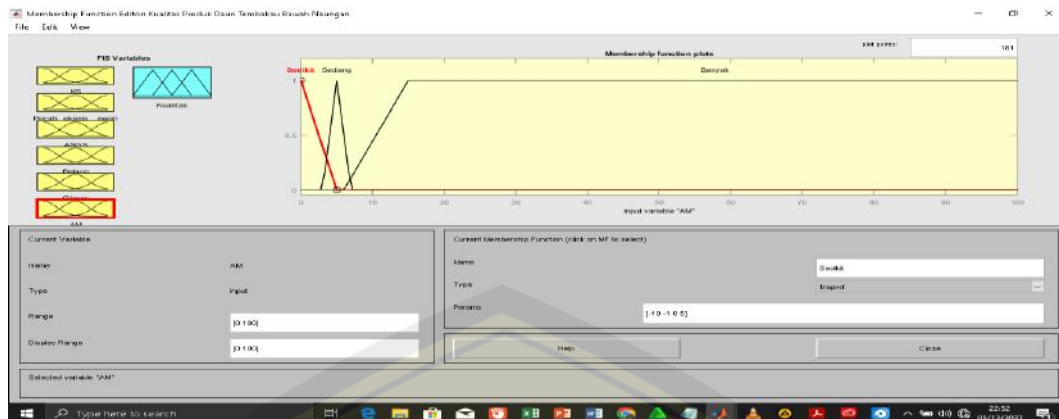 Membership Function Editor: Kualitas Produk Daun Tembakau Bawah Naungan
File Edit View
FIS Variables
Kualitas
AM
Membership function plots
plot points:
181
Sedikit Sedang Banyak
1
0.5
0
0 10 20 30 40 50 60 70 80 90 100
input variable "AM"
Current Variable
Name AM
Type input
Range [0 100]
Display Range [0 100]
Current Membership Function (click on MF to select)
Name Sedikit
Type trapmf
Params [-10 -1 0 5]
Help Close
Selected variable "AM"
Type here to search
22:52